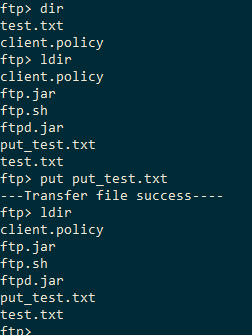 ftp> dir
test.txt
client.policy
ftp> ldir
client.policy
ftp.jar
ftp.sh
ftpd.jar
put_test.txt
test.txt
ftp> put put_test.txt
---Transfer file success----
ftp> ldir
client.policy
ftp.jar
ftp.sh
ftpd.jar
put_test.txt
test.txt
ftp>